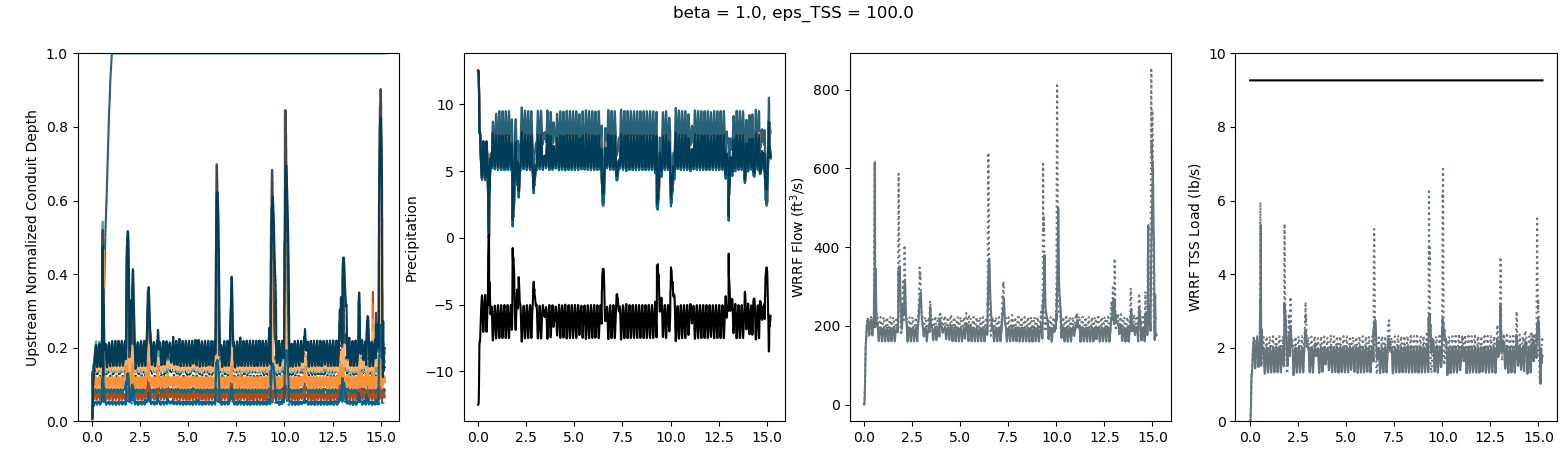 beta = 1.0, eps_TSS = 100.0
Upstream Normalized Conduit Depth
1.0
0.8
0.6
0.4
0.2
0.0
0.0 2.5 5.0 7.5 10.0 12.5 15.0
Precipitation
10
5
0
−5
−10
0.0 2.5 5.0 7.5 10.0 12.5 15.0
WRRF Flow (ft³/s)
800
600
400
200
0
0.0 2.5 5.0 7.5 10.0 12.5 15.0
WRRF TSS Load (lb/s)
10
8
6
4
2
0
0.0 2.5 5.0 7.5 10.0 12.5 15.0